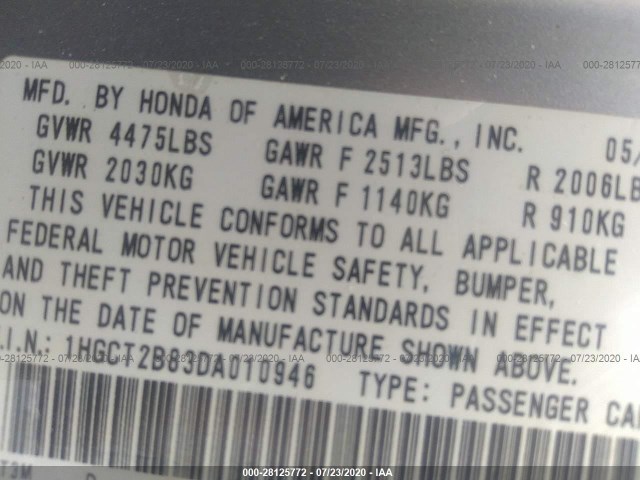 MFD. BY HONDA OF AMERICA MFG., INC. 05/
GVWR 4475LBS GAWR F 2513LBS R 2006LB
GVWR 2030KG GAWR F 1140KG R 910KG
THIS VEHICLE CONFORMS TO ALL APPLICABLE
FEDERAL MOTOR VEHICLE SAFETY, BUMPER,
AND THEFT PREVENTION STANDARDS IN EFFECT
ON THE DATE OF MANUFACTURE SHOWN ABOVE.
.I.N.: 1HGCT2B83DA010946 TYPE: PASSENGER CAR
000-28125772 - 07/23/2020 - IAA